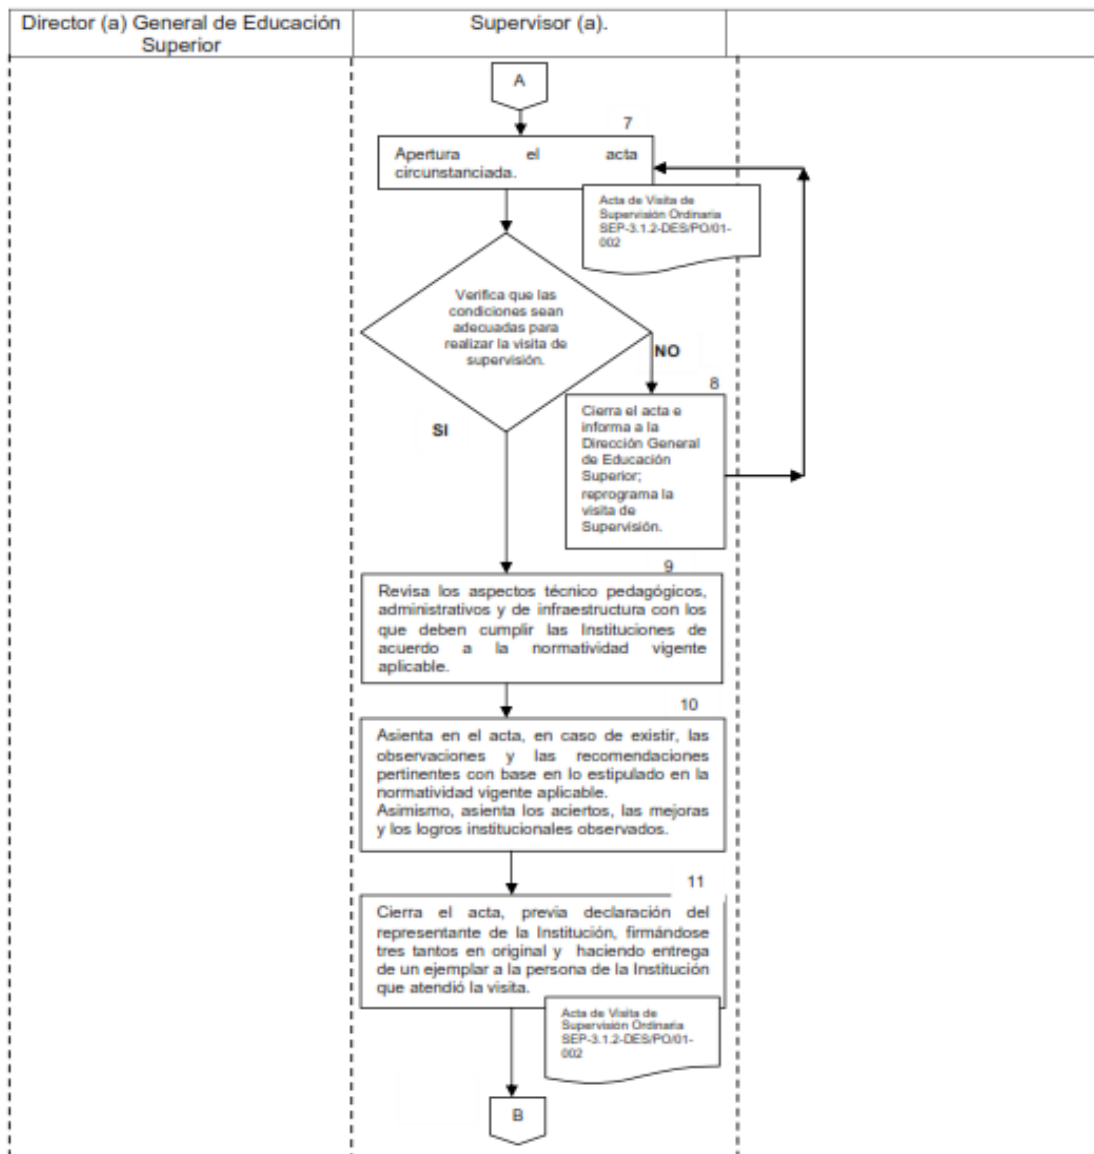 Director (a) General de Educación
Superior
Supervisor (a).
A
7
Apertura el acta
circunstanciada.
Acta de Visita de
Supervisión Ordinaria
SEP-3.1.2-DES/PO/01-
002
Verifica que las
condiciones sean
adecuadas para
realizar la visita de
supervisión.
NO
SI
8
Cierra el acta e
informa a la
Dirección General
de Educación
Superior;
reprograma la
visita de
Supervisión.
9
Revisa los aspectos técnico pedagógicos,
administrativos y de infraestructura con los
que deben cumplir las Instituciones de
acuerdo a la normatividad vigente
aplicable.
10
Asienta en el acta, en caso de existir, las
observaciones y las recomendaciones
pertinentes con base en lo estipulado en la
normatividad vigente aplicable.
Asimismo, asienta los aciertos, las mejoras
y los logros institucionales observados.
11
Cierra el acta, previa declaración del
representante de la Institución, firmándose
tres tantos en original y haciendo entrega
de un ejemplar a la persona de la Institución
que atendió la visita.
Acta de Visita de
Supervisión Ordinaria
SEP-3.1.2-DES/PO/01-
002
B